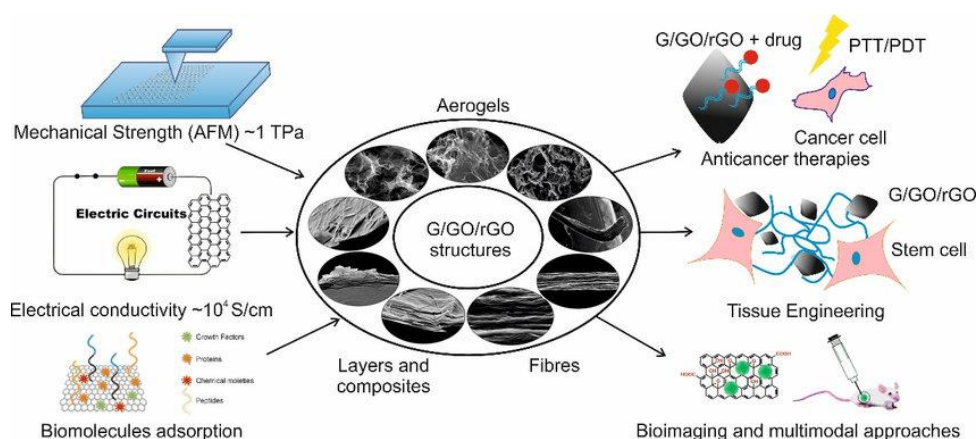 Mechanical Strength (AFM) ~1 TPa
Electric Circuits
Electrical conductivity ~10⁴ S/cm
Growth Factors
Proteins
Chemical moieties
Peptides
Biomolecules adsorption
Aerogels
G/GO/rGO
structures
Layers and
composites
Fibres
G/GO/rGO + drug
PTT/PDT
Cancer cell
Anticancer therapies
G/GO/rGO
Stem cell
Tissue Engineering
COOH
HOOC
Bioimaging and multimodal approaches